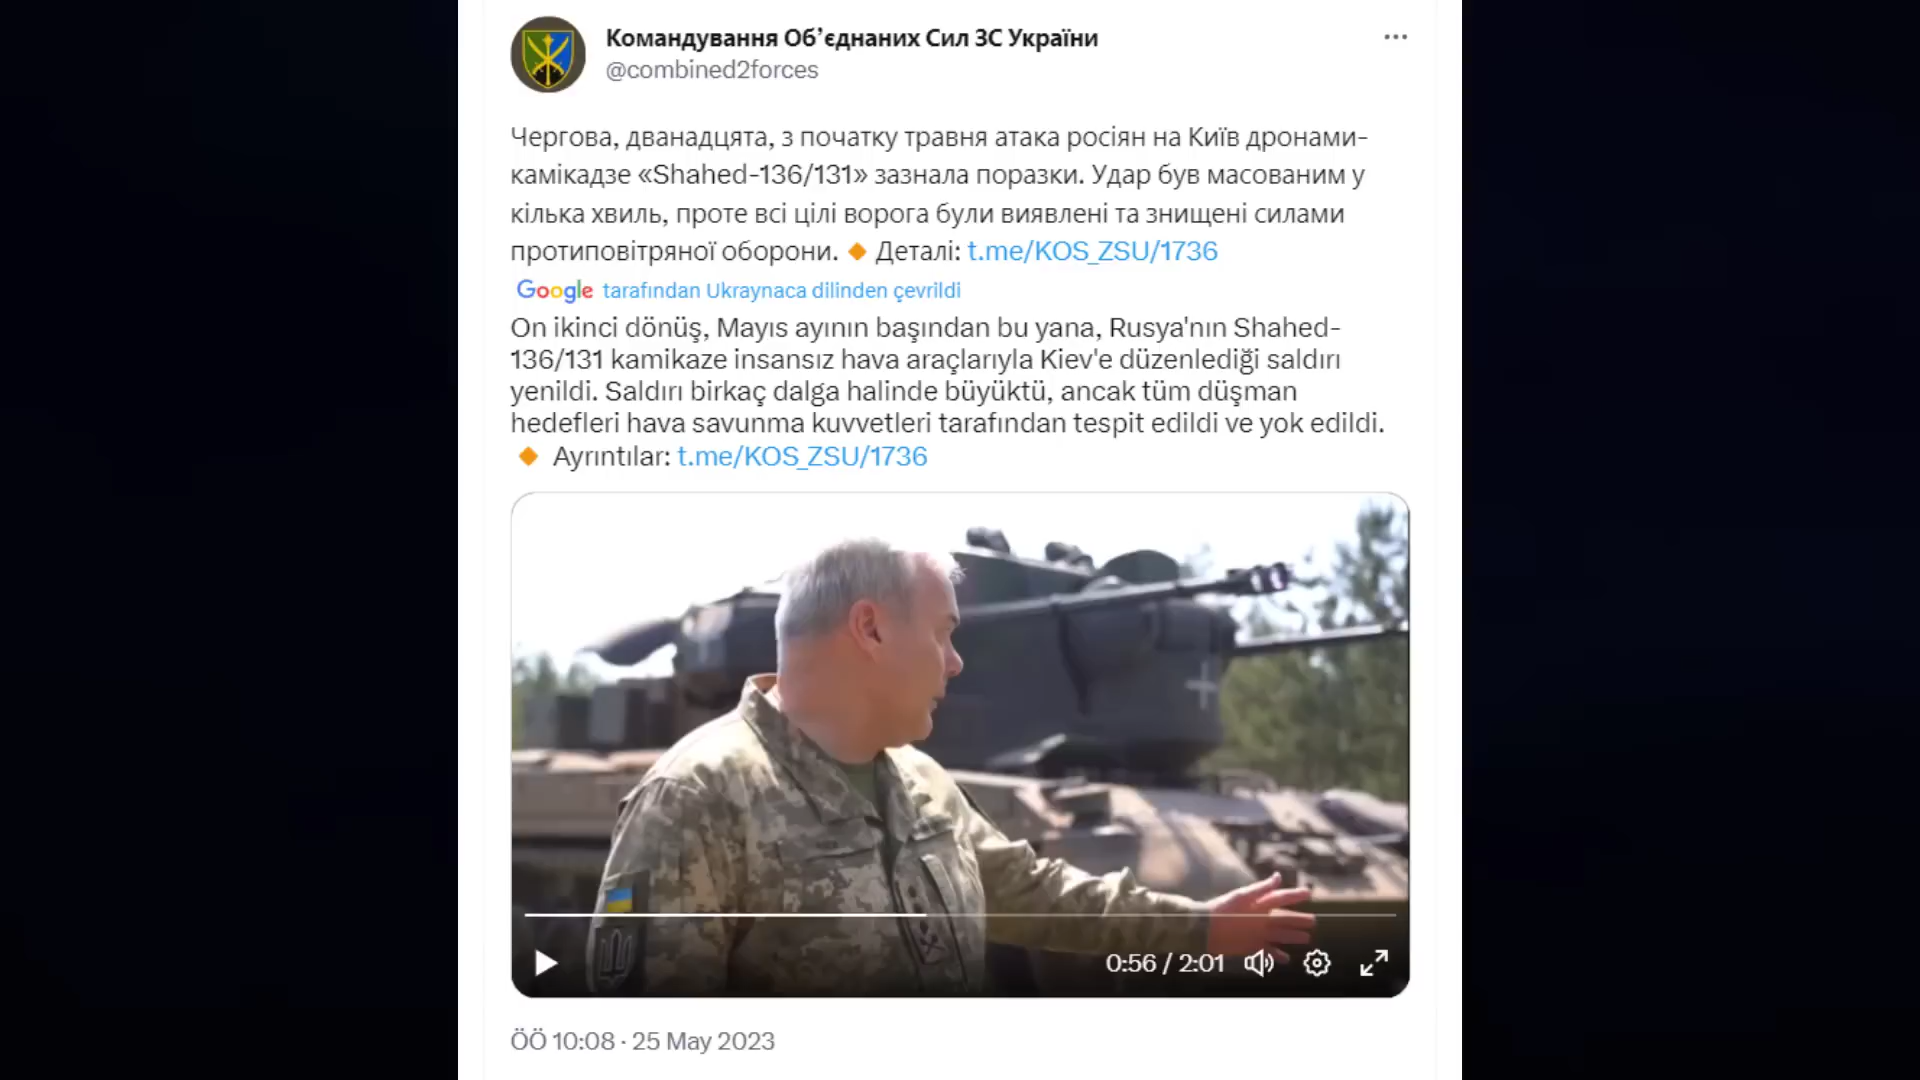 Командування Об’єднаних Сил ЗС України
@combined2forces
Чергова, дванадцята, з початку травня атака росіян на Київ дронами-
камікадзе «Shahed-136/131» зазнала поразки. Удар був масованим у
кілька хвиль, проте всі цілі ворога були виявлені та знищені силами
протиповітряної оборони. 🔸 Деталі: t.me/KOS_ZSU/1736
Google tarafından Ukraynaca dilinden çevrildi
On ikinci dönüş, Mayıs ayının başından bu yana, Rusya'nın Shahed-
136/131 kamikaze insansız hava araçlarıyla Kiev'e düzenlediği saldırı
yenildi. Saldırı birkaç dalga halinde büyüktü, ancak tüm düşman
hedefleri hava savunma kuvvetleri tarafından tespit edildi ve yok edildi.
🔸 Ayrıntılar: t.me/KOS_ZSU/1736
0:56 / 2:01
ÖÖ 10:08 · 25 May 2023